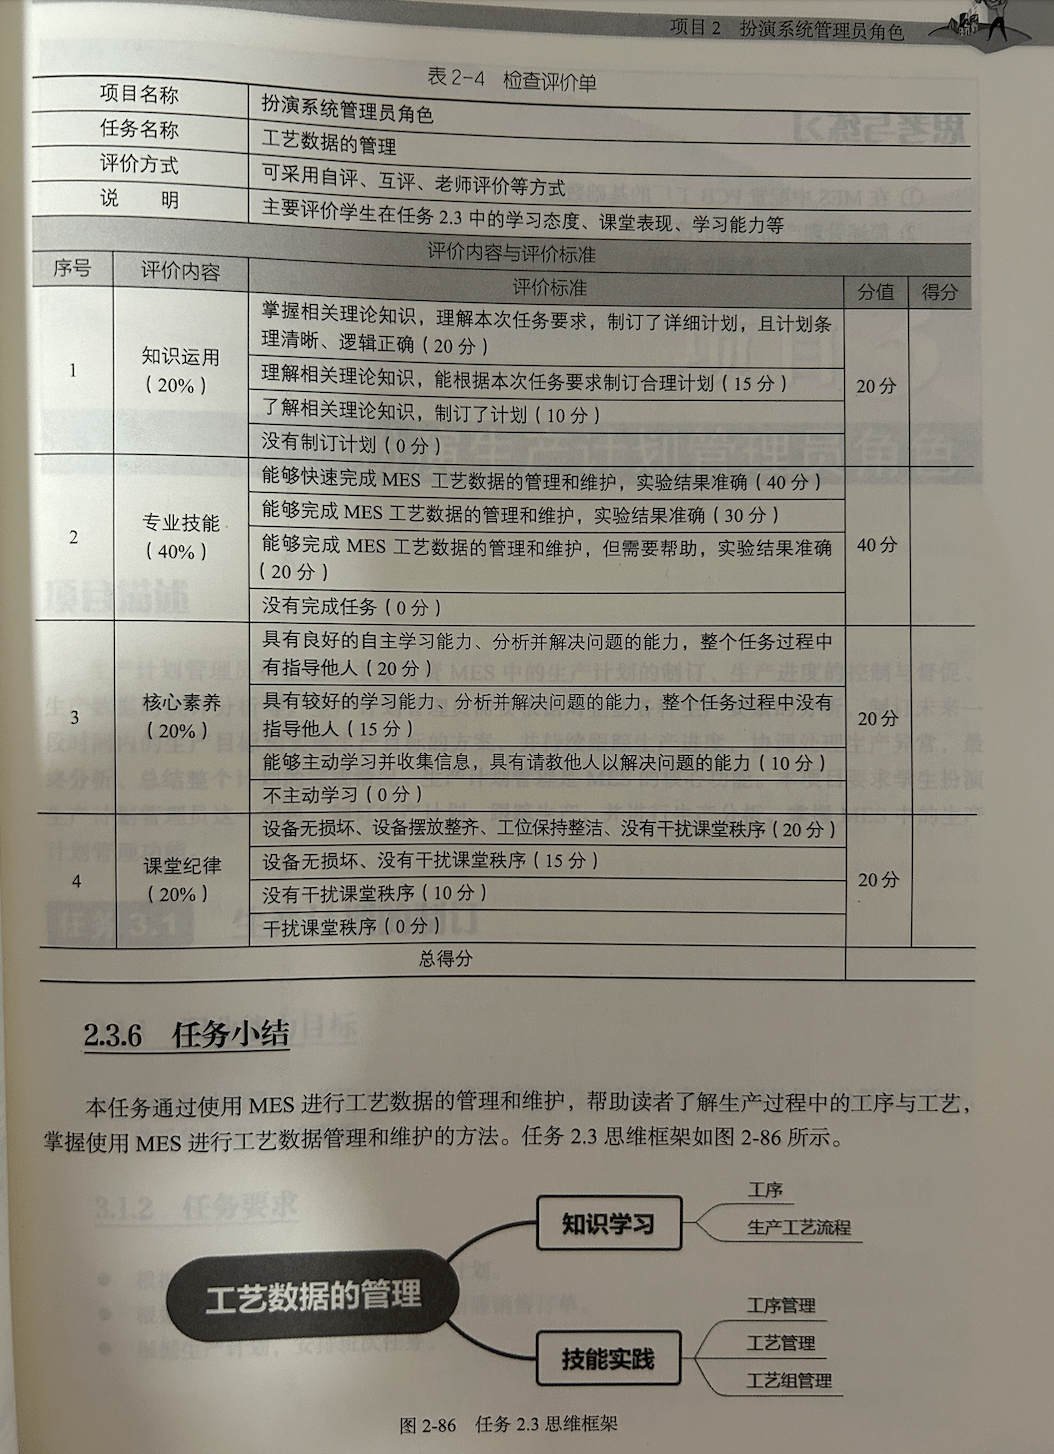 项目2 扮演系统管理员角色
表2-4 检查评价单
项目名称 扮演系统管理员角色
任务名称 工艺数据的管理
评价方式 可采用自评、互评、老师评价等方式
说 明 主要评价学生在任务 2.3 中的学习态度、课堂表现、学习能力等
评价内容与评价标准
序号 评价内容 评价标准 分值 得分
1 知识运用
(20%)
掌握相关理论知识，理解本次任务要求，制订了详细计划，且计划条
理清晰、逻辑正确（20 分）
理解相关理论知识，能根据本次任务要求制订合理计划（15 分）
了解相关理论知识，制订了计划（10 分）
没有制订计划（0 分）
20 分
2 专业技能
（40%）
能够快速完成 MES 工艺数据的管理和维护，实验结果准确（40 分）
能够完成 MES 工艺数据的管理和维护，实验结果准确（30 分）
能够完成 MES 工艺数据的管理和维护，但需要帮助，实验结果准确
（20 分）
没有完成任务（0 分）
40 分
3 核心素养
（20%）
具有良好的自主学习能力、分析并解决问题的能力，整个任务过程中
有指导他人（20 分）
具有较好的学习能力、分析并解决问题的能力，整个任务过程中没有
指导他人（15 分）
能够主动学习并收集信息，具有请教他人以解决问题的能力（10 分）
不主动学习（0 分）
20 分
4 课堂纪律
（20%）
设备无损坏、设备摆放整齐、工位保持整洁、没有干扰课堂秩序（20 分）
设备无损坏、没有干扰课堂秩序（15 分）
没有干扰课堂秩序（10 分）
干扰课堂秩序（0 分）
20 分
总得分
2.3.6 任务小结
本任务通过使用 MES 进行工艺数据的管理和维护，帮助读者了解生产过程中的工序与工艺，
掌握使用 MES 进行工艺数据管理和维护的方法。任务 2.3 思维框架如图 2-86 所示。
工艺数据的管理
知识学习
工序
生产工艺流程
技能实践
工序管理
工艺管理
工艺组管理
图 2-86 任务 2.3 思维框架